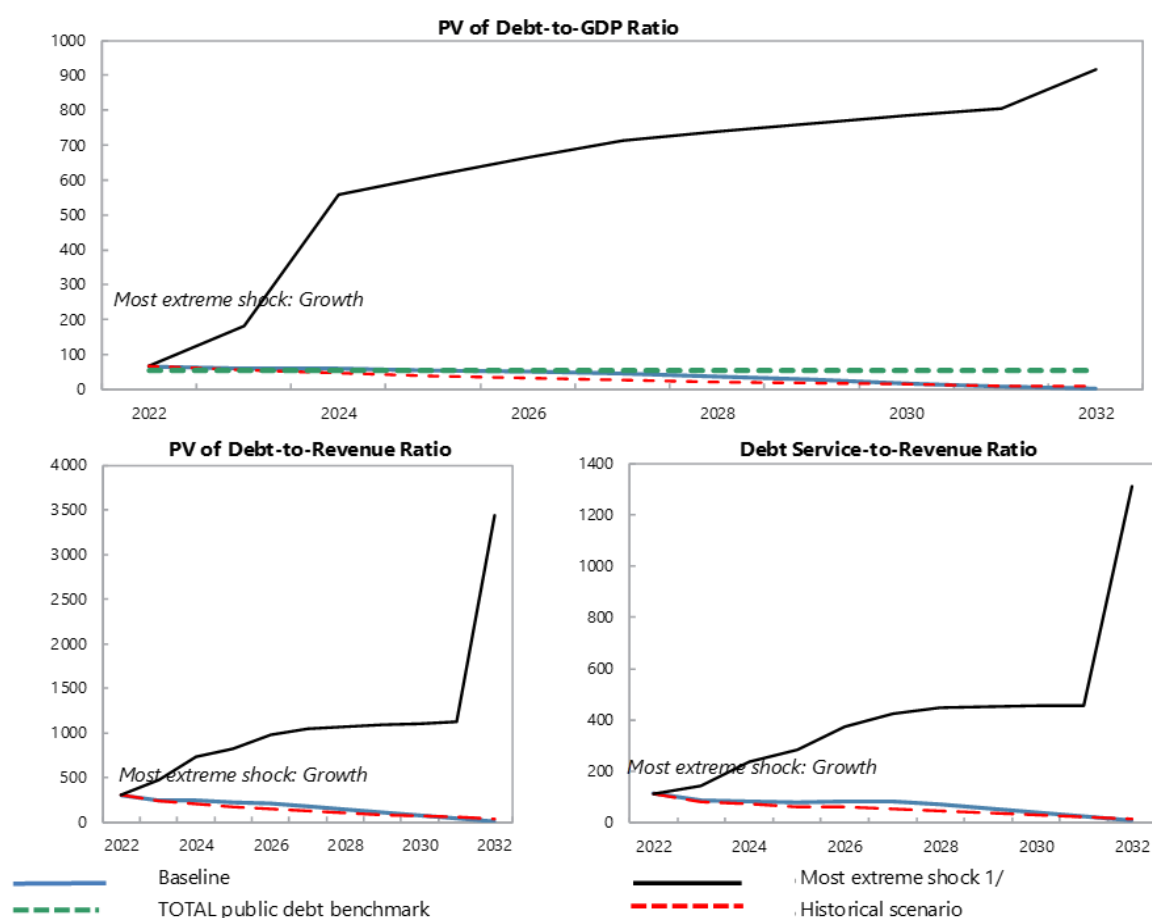 PV of Debt-to-GDP Ratio
1000
900
800
700
600
500
400
300
200
100
0
Most extreme shock: Growth
2022 2024 2026 2028 2030 2032
PV of Debt-to-Revenue Ratio
4000
3500
3000
2500
2000
1500
1000
500
0
Most extreme shock: Growth
2022 2024 2026 2028 2030 2032
Debt Service-to-Revenue Ratio
1400
1200
1000
800
600
400
200
0
Most extreme shock: Growth
2022 2024 2026 2028 2030 2032
Baseline
Most extreme shock 1/
TOTAL public debt benchmark
Historical scenario